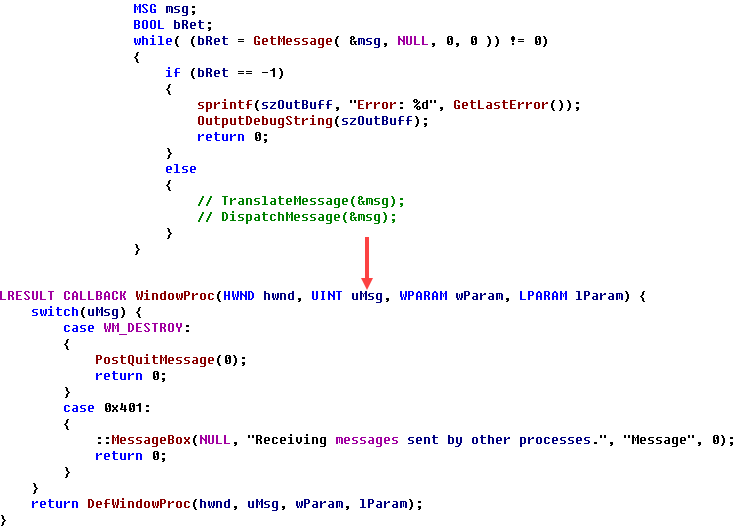 MSG msg;
BOOL bRet;
while( (bRet = GetMessage( &msg, NULL, 0, 0 )) != 0)
{
    if (bRet == -1)
    {
        sprintf(szOutBuff, "Error: %d", GetLastError());
        OutputDebugString(szOutBuff);
        return 0;
    }
    else
    {
        // TranslateMessage(&msg);
        // DispatchMessage(&msg);
    }
}
LRESULT CALLBACK WindowProc(HWND hwnd, UINT uMsg, WPARAM wParam, LPARAM lParam) {
    switch(uMsg) {
        case WM_DESTROY:
        {
            PostQuitMessage(0);
            return 0;
        }
        case 0x401:
        {
            ::MessageBox(NULL, "Receiving messages sent by other processes.", "Message", 0);
            return 0;
        }
    }
    return DefWindowProc(hwnd, uMsg, wParam, lParam);
}